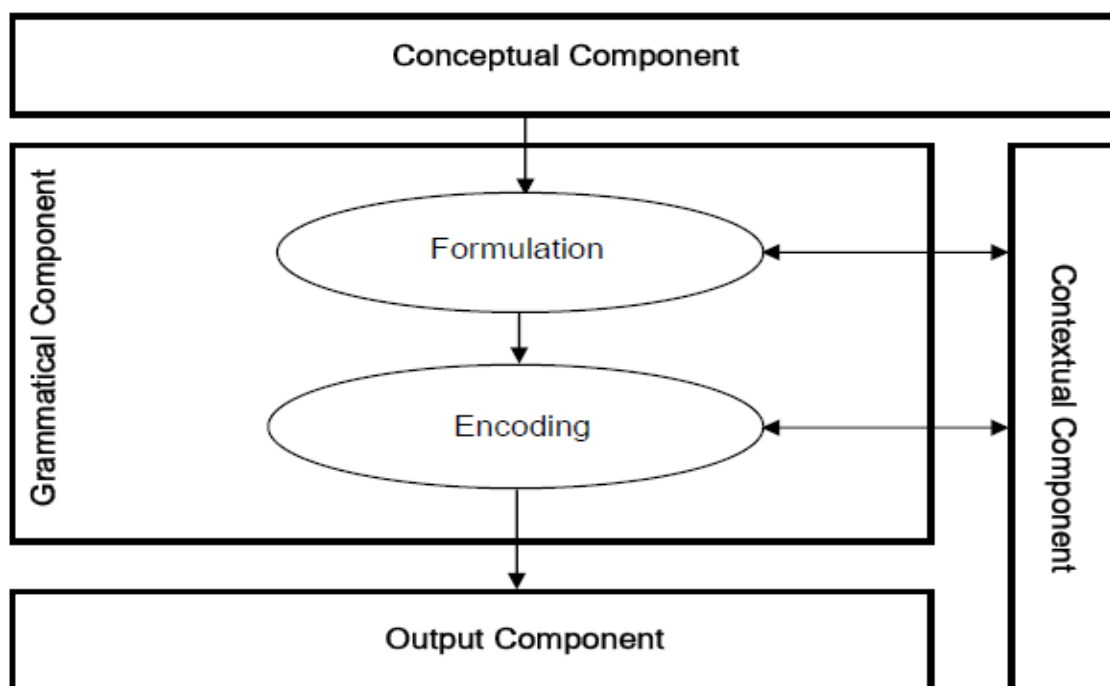 Conceptual Component
Grammatical Component
Formulation
Encoding
Contextual Component
Output Component